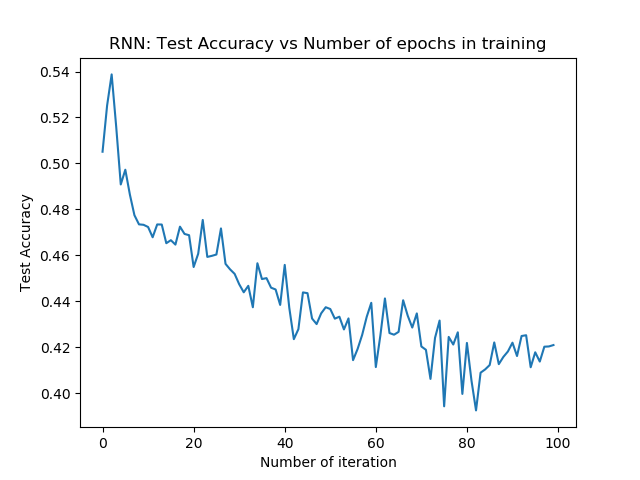 RNN: Test Accuracy vs Number of epochs in training
0.54
0.52
0.50
0.48
0.46
0.44
0.42
0.40
Test Accuracy
0 20 40 60 80 100
Number of iteration